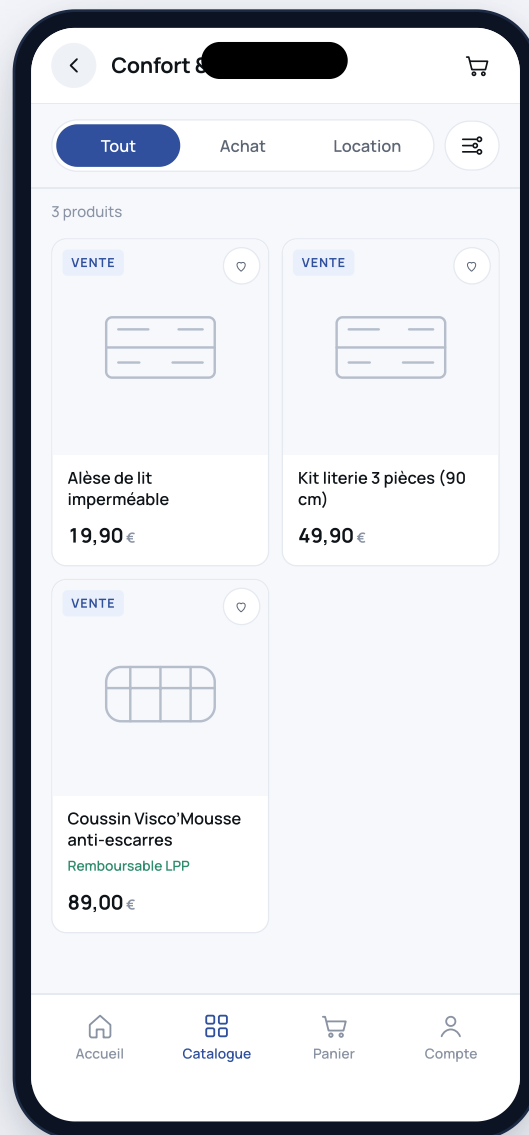 Confort &
Tout
Achat
Location
3 produits
VENTE
VENTE
Alèse de lit
imperméable
19,90 €
Kit literie 3 pièces (90
cm)
49,90 €
VENTE
Coussin Visco’Mousse
anti-escarres
Remboursable LPP
89,00 €
Accueil
Catalogue
Panier
Compte